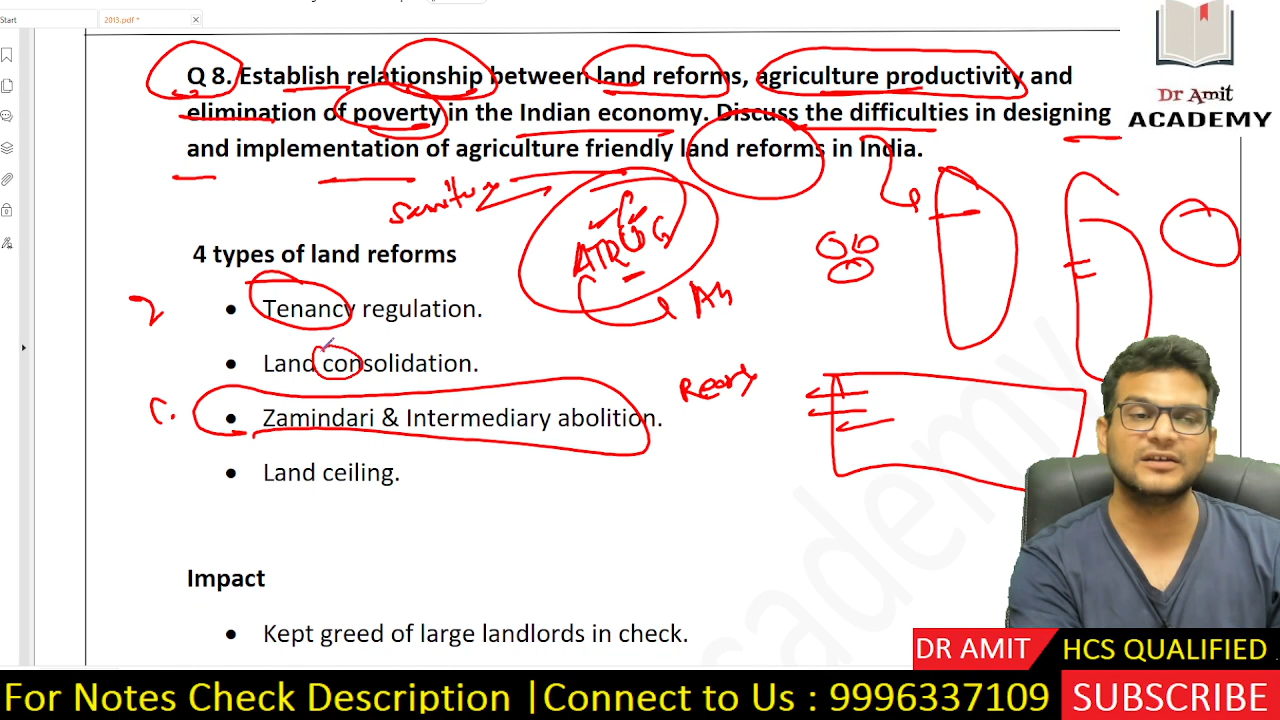 Start
2013.pdf *
Q 8. Establish relationship between land reforms, agriculture productivity and
elimination of poverty in the Indian economy. Discuss the difficulties in designing
and implementation of agriculture friendly land reforms in India.
Dr Amit
ACADEMY
4 types of land reforms
• Tenancy regulation.
• Land consolidation.
• Zamindari & Intermediary abolition.
• Land ceiling.
Impact
• Kept greed of large landlords in check.
DR AMIT HCS QUALIFIED
For Notes Check Description |Connect to Us : 9996337109 SUBSCRIBE